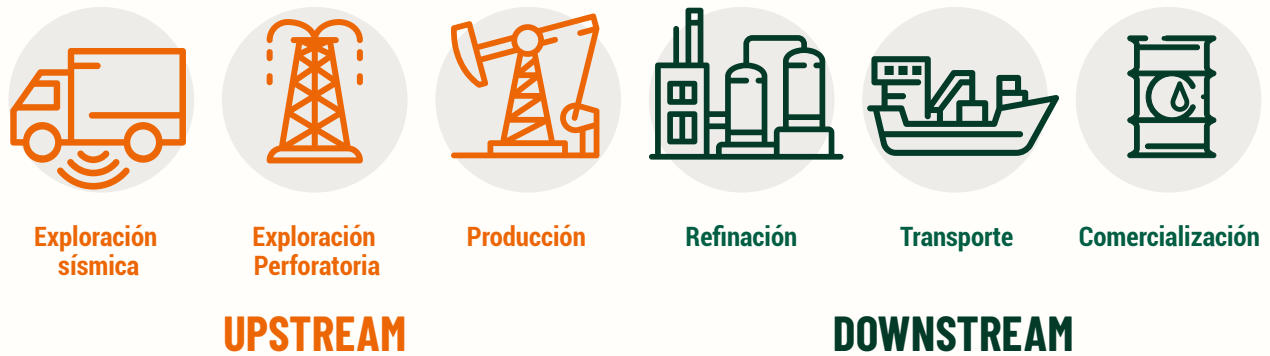 Exploración
sísmica
Exploración
Perforatoria
Producción
Refinación
Transporte
Comercialización
UPSTREAM
DOWNSTREAM